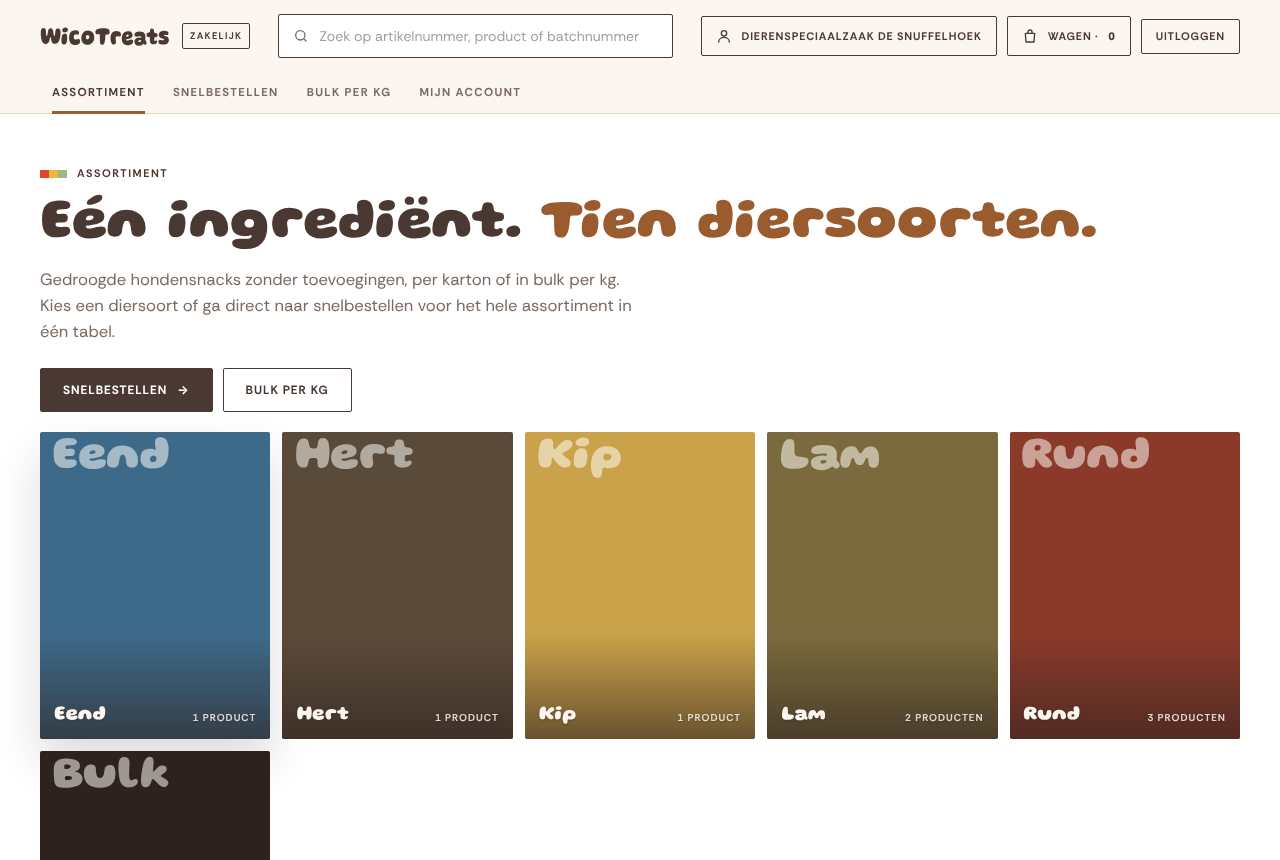 WicoTreats ZAKELIJK Zoek op artikelnummer, product of batchnummer DIERENSPECIAALZAAK DE SNUFFELHOEK WAGEN · 0 UITLOGGEN
ASSORTIMENT SNELBESTELLEN BULK PER KG MIJN ACCOUNT
ASSORTIMENT
Eén ingrediënt. Tien diersoorten.
Gedroogde hondensnacks zonder toevoegingen, per karton of in bulk per kg.
Kies een diersoort of ga direct naar snelbestellen voor het hele assortiment in
één tabel.
SNELBESTELLEN → BULK PER KG
Eend Hert Kip Lam Rund
Eend 1 PRODUCT Hert 1 PRODUCT Kip 1 PRODUCT Lam 2 PRODUCTEN Rund 3 PRODUCTEN
Bulk